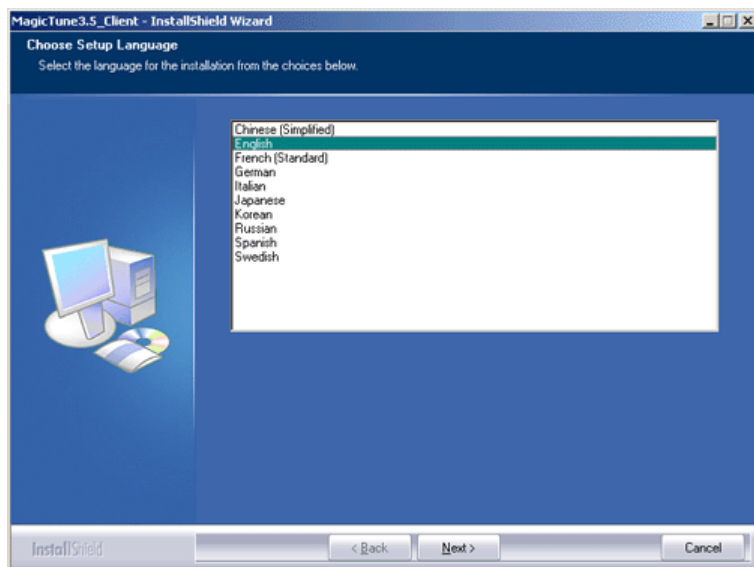 MagicTune3.5_Client - InstallShield Wizard
Choose Setup Language
Select the language for the installation from the choices below.
Chinese (Simplified)
English
French (Standard)
German
Italian
Japanese
Korean
Russian
Spanish
Swedish
InstallShield
< Back
Next >
Cancel